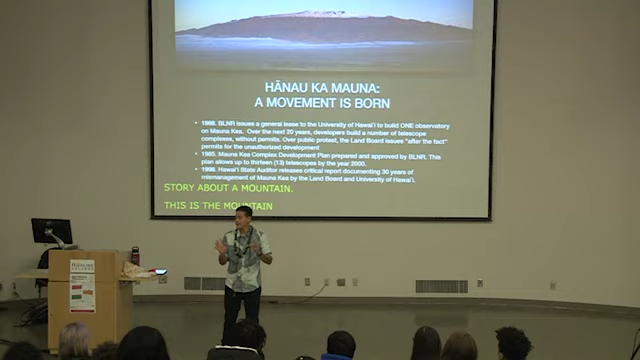 HĀNAU KA MAUNA:
A MOVEMENT IS BORN
• 1968. BLNR issues a general lease to the University of Hawai'i to build ONE observatory
on Mauna Kea. Over the next 20 years, developers build a number of telescope
complexes, without permits. Over public protest, the Land Board issues "after the fact"
permits for the unauthorized development
• 1985. Mauna Kea Complex Development Plan prepared and approved by BLNR. This
plan allows up to thirteen (13) telescopes by the year 2000.
• 1998. Hawai'i State Auditor releases critical report documenting 30 years of
mismanagement of Mauna Kea by the Land Board and University of Hawai'i.
STORY ABOUT A MOUNTAIN.
THIS IS THE MOUNTAIN
HIGHLINE
COLLEGE